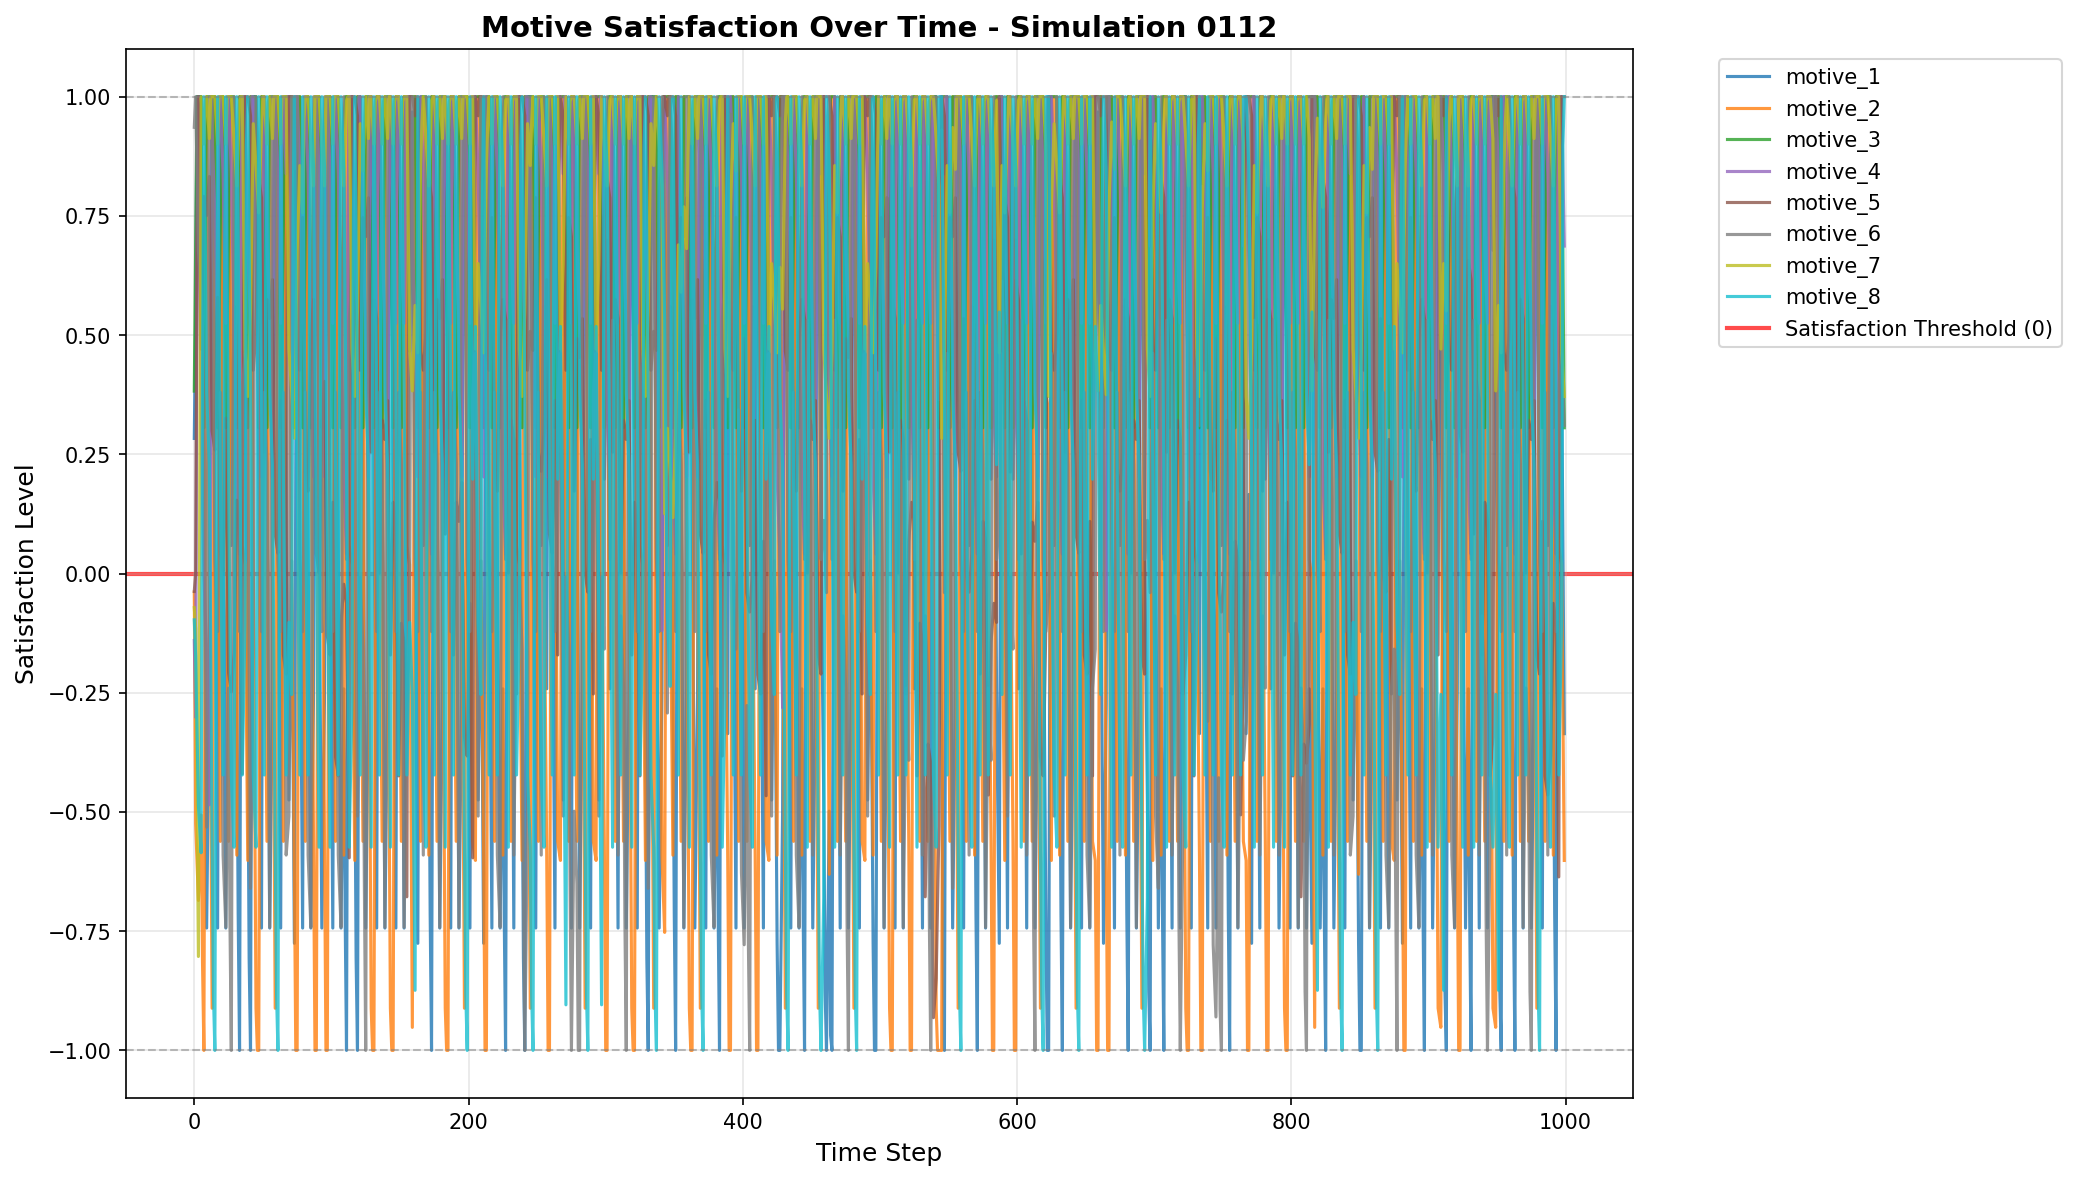 Motive Satisfaction Over Time - Simulation 0112
1.00
0.75
0.50
0.25
0.00
−0.25
−0.50
−0.75
−1.00
Satisfaction Level
0
200
400
600
800
1000
Time Step
motive_1
motive_2
motive_3
motive_4
motive_5
motive_6
motive_7
motive_8
Satisfaction Threshold (0)